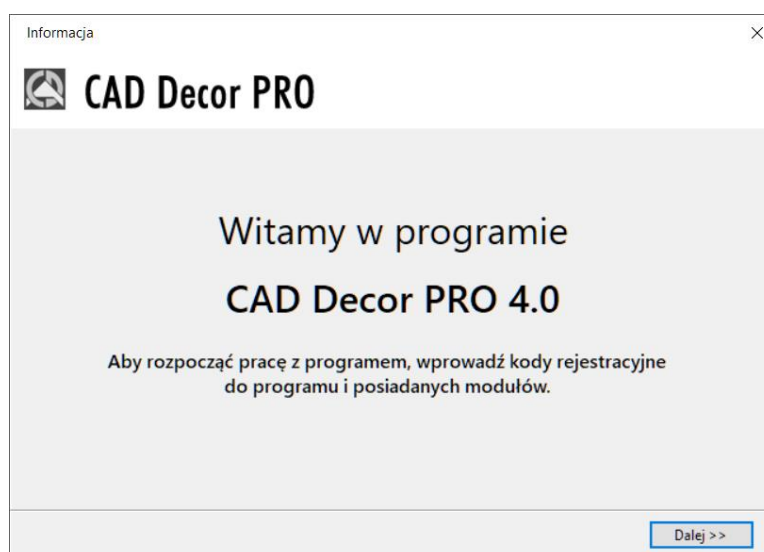 Informacja
CAD Decor PRO
Witamy w programie
CAD Decor PRO 4.0
Aby rozpocząć pracę z programem, wprowadź kody rejestracyjne
do programu i posiadanych modułów.
Dalej >>